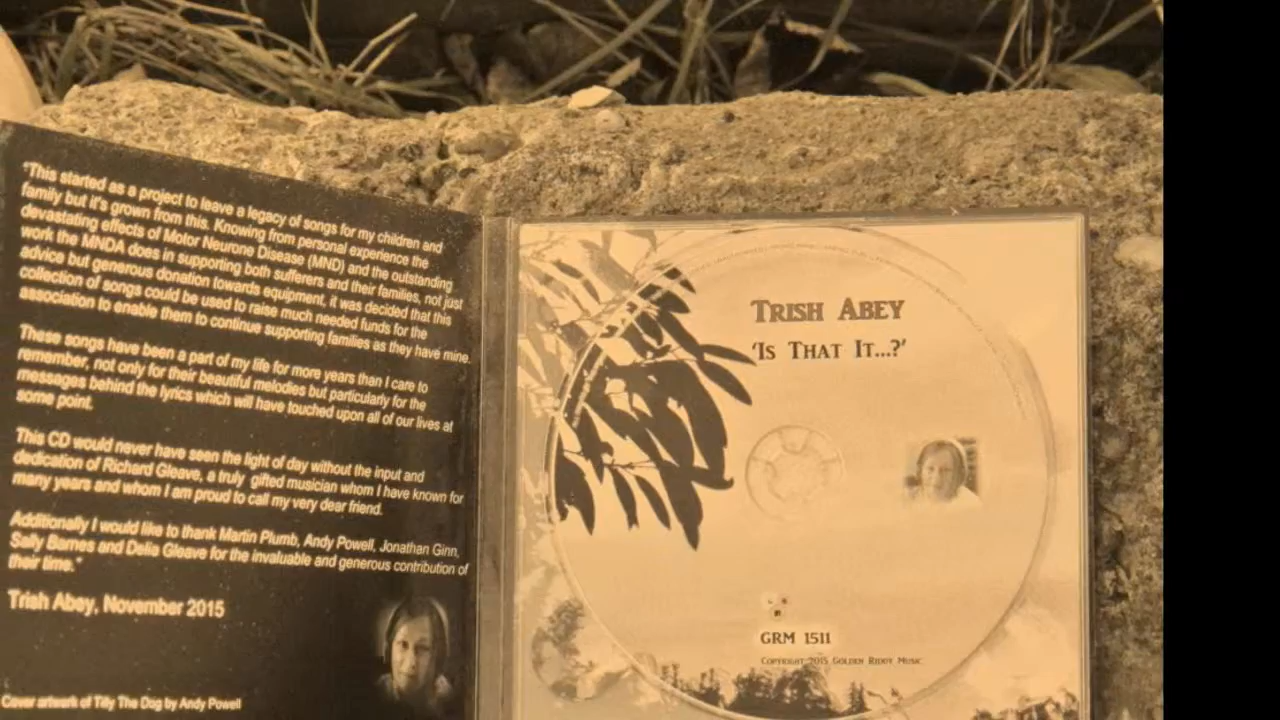 "This started as a project to leave a legacy of songs for my children and
family but it's grown from this. Knowing from personal experience the
devastating effects of Motor Neurone Disease (MND) and the outstanding
work the MNDA does in supporting both sufferers and their families, not just
advice but generous donation towards equipment, it was decided that this
collection of songs could be used to raise much needed funds for the
association to enable them to continue supporting families as they have mine.
These songs have been a part of my life for more years than I care to
remember, not only for their beautiful melodies but particularly for the
messages behind the lyrics which will have touched upon all of our lives at
some point.
This CD would never have seen the light of day without the input and
dedication of Richard Gleave, a truly gifted musician whom I have known for
many years and whom I am proud to call my very dear friend.
Additionally I would like to thank Martin Plumb, Andy Powell, Jonathan Ginn,
Sally Barnes and Delia Gleave for the invaluable and generous contribution of
their time."
Trish Abey, November 2015
Cover artwork of Tilly The Dog by Andy Powell
TRISH ABEY
'IS THAT IT...?'
GRM 1511
COPYRIGHT 2015 GOLDEN RIDDY MUSIC